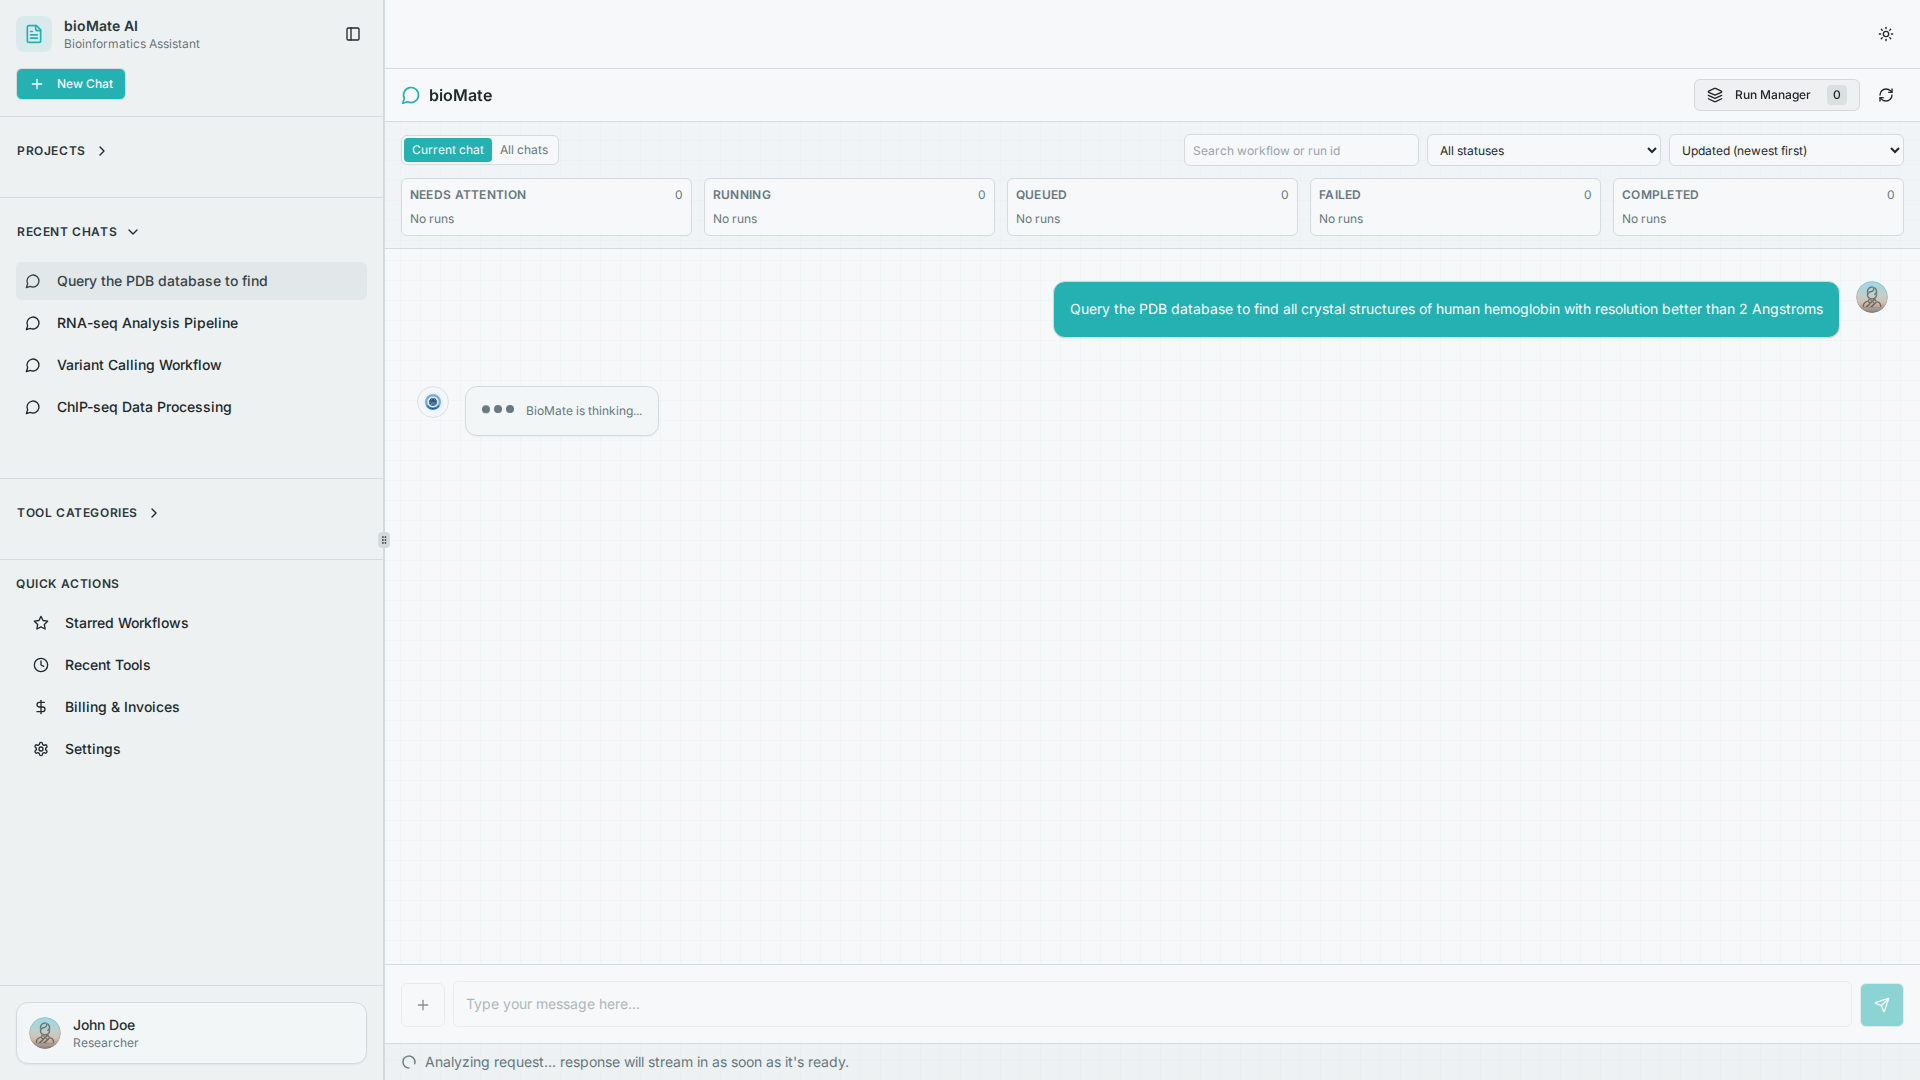 bioMate AI
Bioinformatics Assistant
New Chat
PROJECTS
RECENT CHATS
Query the PDB database to find
RNA-seq Analysis Pipeline
Variant Calling Workflow
ChIP-seq Data Processing
TOOL CATEGORIES
QUICK ACTIONS
Starred Workflows
Recent Tools
Billing & Invoices
Settings
John Doe
Researcher
bioMate
Run Manager 0
Current chat All chats
Search workflow or run id
All statuses
Updated (newest first)
NEEDS ATTENTION 0
No runs
RUNNING 0
No runs
QUEUED 0
No runs
FAILED 0
No runs
COMPLETED 0
No runs
Query the PDB database to find all crystal structures of human hemoglobin with resolution better than 2 Angstroms
BioMate is thinking...
Type your message here...
Analyzing request... response will stream in as soon as it's ready.